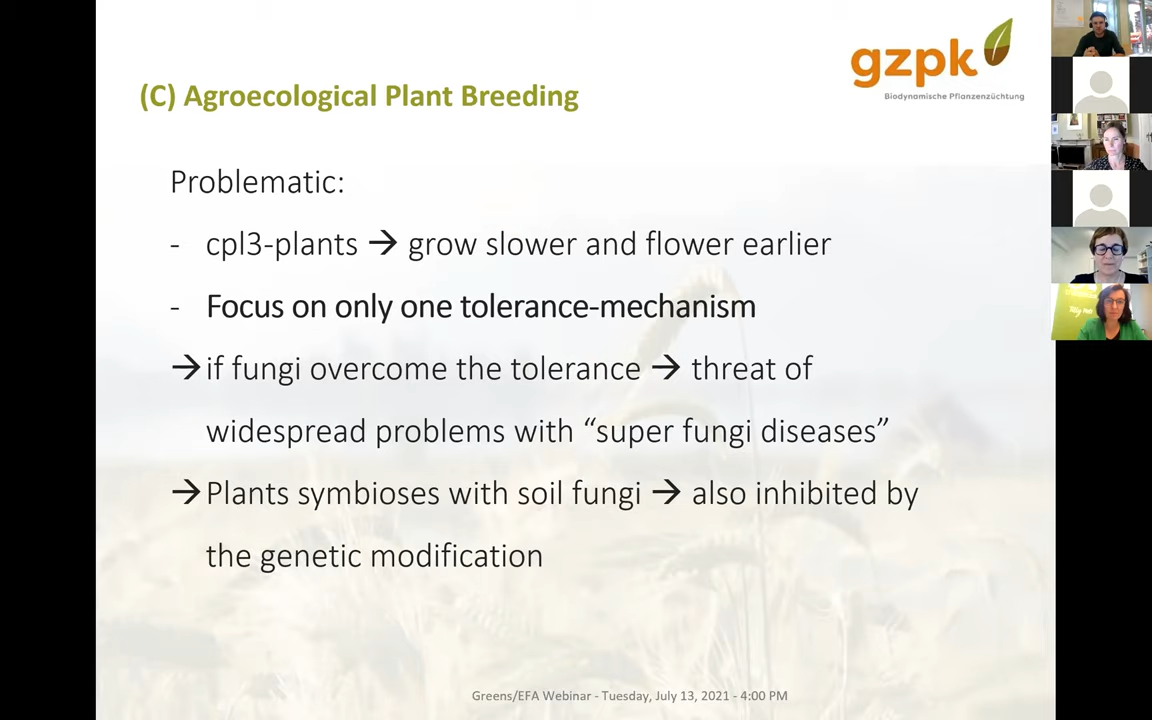 gzpk
Biodynamische Pflanzenzüchtung
(C) Agroecological Plant Breeding
Problematic:
- cpl3-plants → grow slower and flower earlier
- Focus on only one tolerance-mechanism
→ if fungi overcome the tolerance → threat of
widespread problems with “super fungi diseases”
→ Plants symbioses with soil fungi → also inhibited by
the genetic modification
Greens/EFA Webinar - Tuesday, July 13, 2021 - 4:00 PM